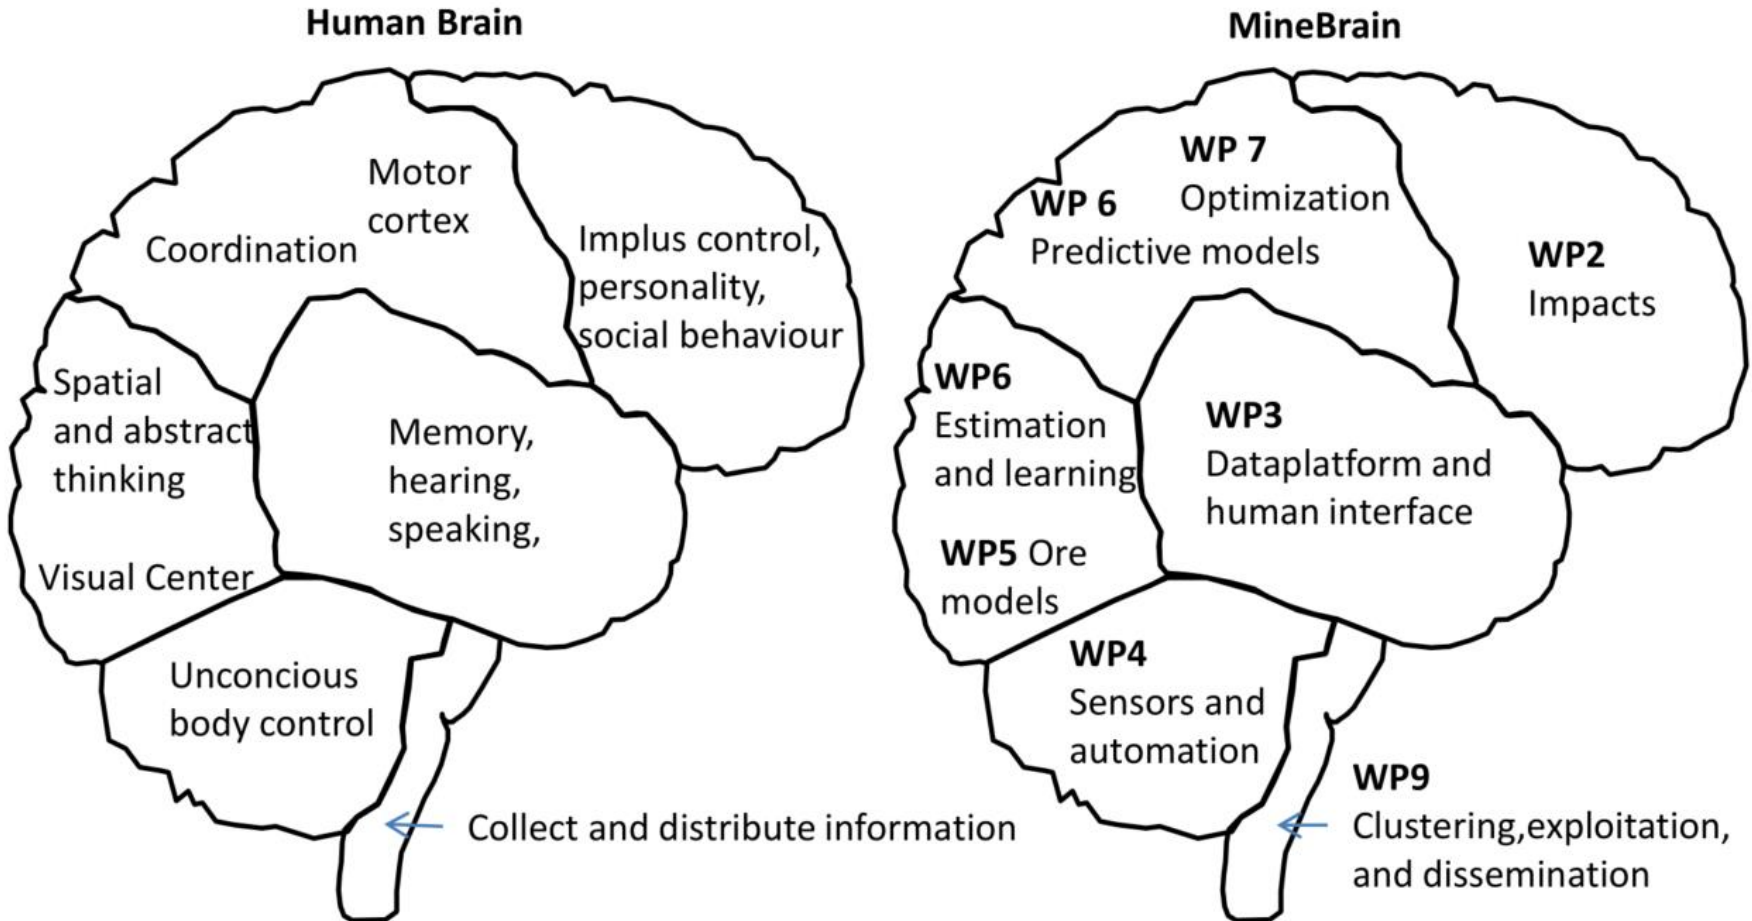 Human Brain
Motor
cortex
Coordination
Implus control,
personality,
social behaviour
Spatial
and abstract
thinking
Visual Center
Memory,
hearing,
speaking,
Unconcious
body control
Collect and distribute information
MineBrain
WP 7
Optimization
WP 6
Predictive models
WP2
Impacts
WP6
Estimation
and learning
WP5 Ore
models
WP3
Dataplatform and
human interface
WP4
Sensors and
automation
WP9
Clustering,exploitation,
and dissemination